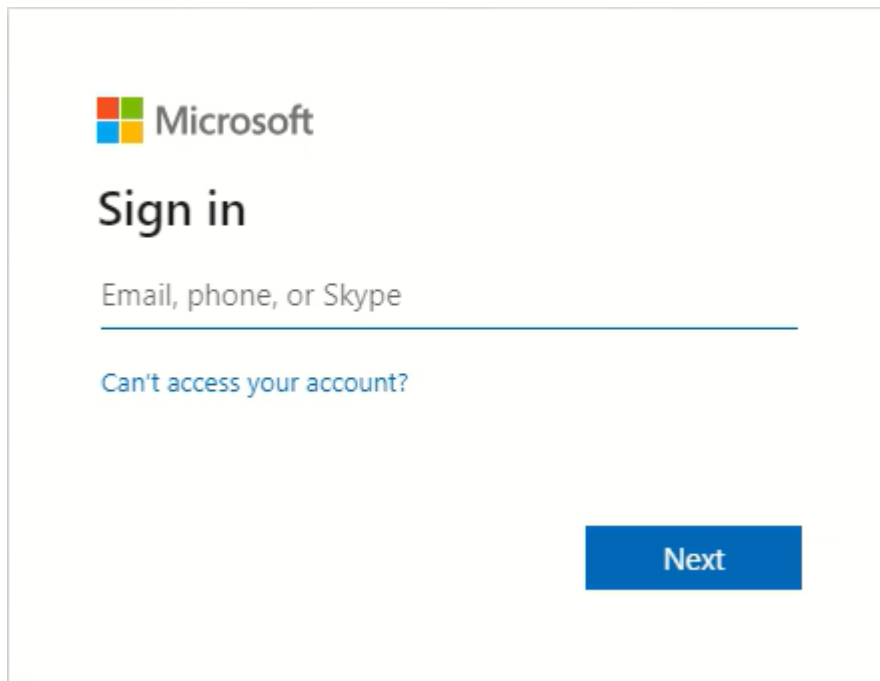 Microsoft
Sign in
Email, phone, or Skype
Can't access your account?
Next